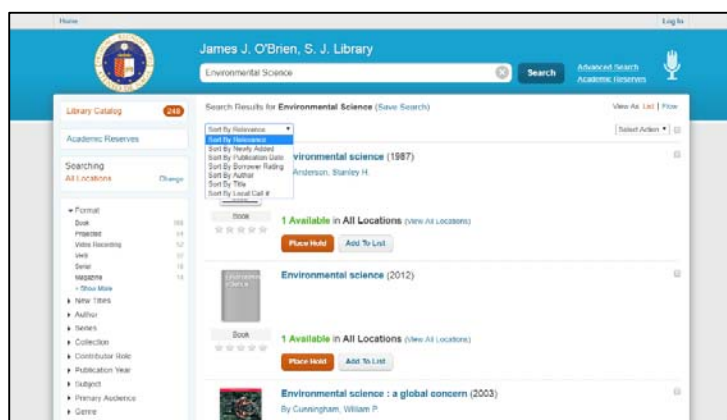 Home
Log In
James J. O'Brien, S. J. Library
Environmental Science
Search
Advanced Search
Academic Reserves
Library Catalog
248
Academic Reserves
Searching
All Locations
Change
Format
Book
Projected
Video Recording
Web
Serial
Magazine
+ Show More
New Titles
Author
Series
Collection
Contributor Role
Publication Year
Subject
Primary Audience
Genre
Search Results for Environmental Science (Save Search)
View As List | Flow
Sort By Relevance
Select Action
Sort By Relevance
Sort By Newly Added
Sort By Publication Date
Sort By Borrower Rating
Sort By Author
Sort By Title
Sort By Local Call #
vironmental science (1987)
Anderson, Stanley H.
Book
1 Available in All Locations (View All Locations)
Place Hold
Add To List
Environmental science (2012)
Book
1 Available in All Locations (View All Locations)
Place Hold
Add To List
Environmental science : a global concern (2003)
By Cunningham, William P.